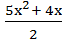 5x² + 4x
2